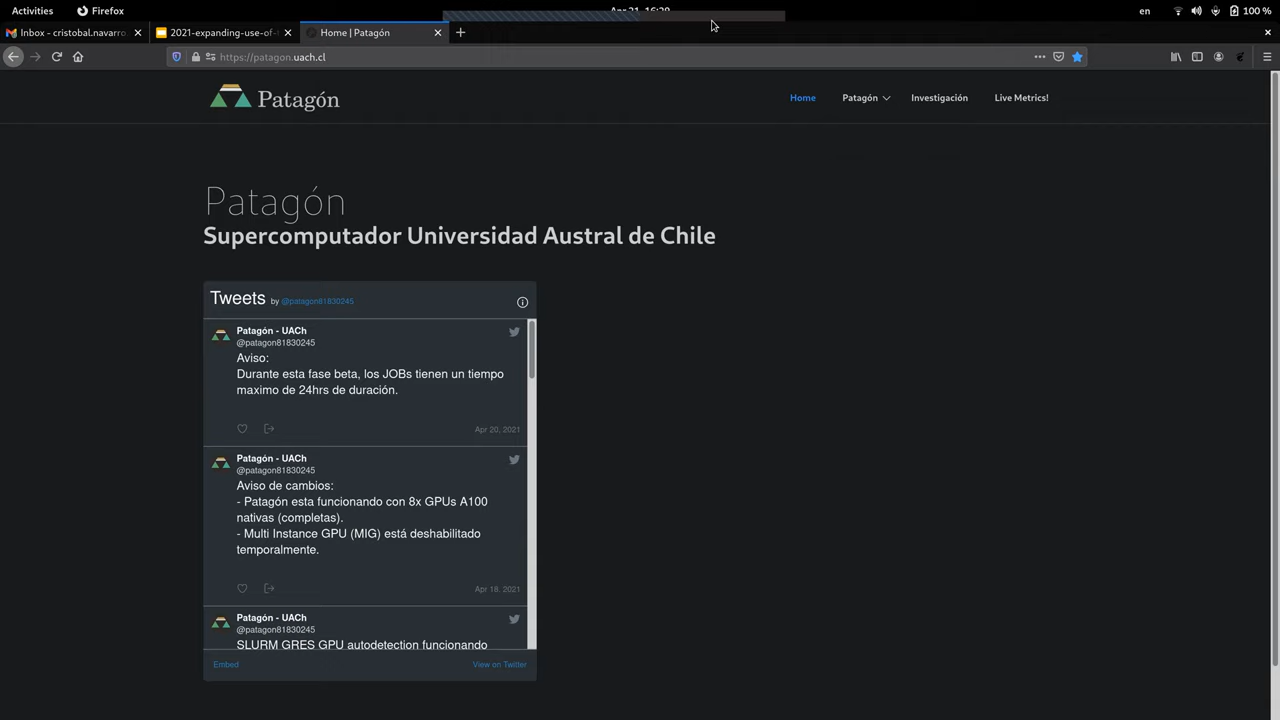 Activities
Firefox
en
100 %
Inbox - cristobal.navarro
2021-expanding-use-of-
Home | Patagón
https://patagon.uach.cl
Patagón
Home
Patagón
Investigación
Live Metrics!
Patagón
Supercomputador Universidad Austral de Chile
Tweets by @patagon81830245
Patagón - UACh
@patagon81830245
Aviso:
Durante esta fase beta, los JOBs tienen un tiempo
maximo de 24hrs de duración.
Apr 20, 2021
Patagón - UACh
@patagon81830245
Aviso de cambios:
- Patagón esta funcionando con 8x GPUs A100
nativas (completas).
- Multi Instance GPU (MIG) está deshabilitado
temporalmente.
Apr 18, 2021
Patagón - UACh
@patagon81830245
SLURM GRES GPU autodetection funcionando
Embed
View on Twitter